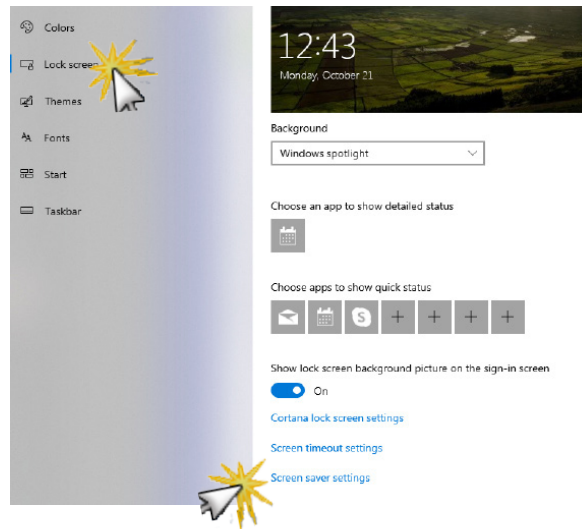 Colors
Lock screen
Themes
Fonts
Start
Taskbar
12:43
Monday, October 21
Background
Windows spotlight
Choose an app to show detailed status
Choose apps to show quick status
Show lock screen background picture on the sign-in screen
On
Cortana lock screen settings
Screen timeout settings
Screen saver settings